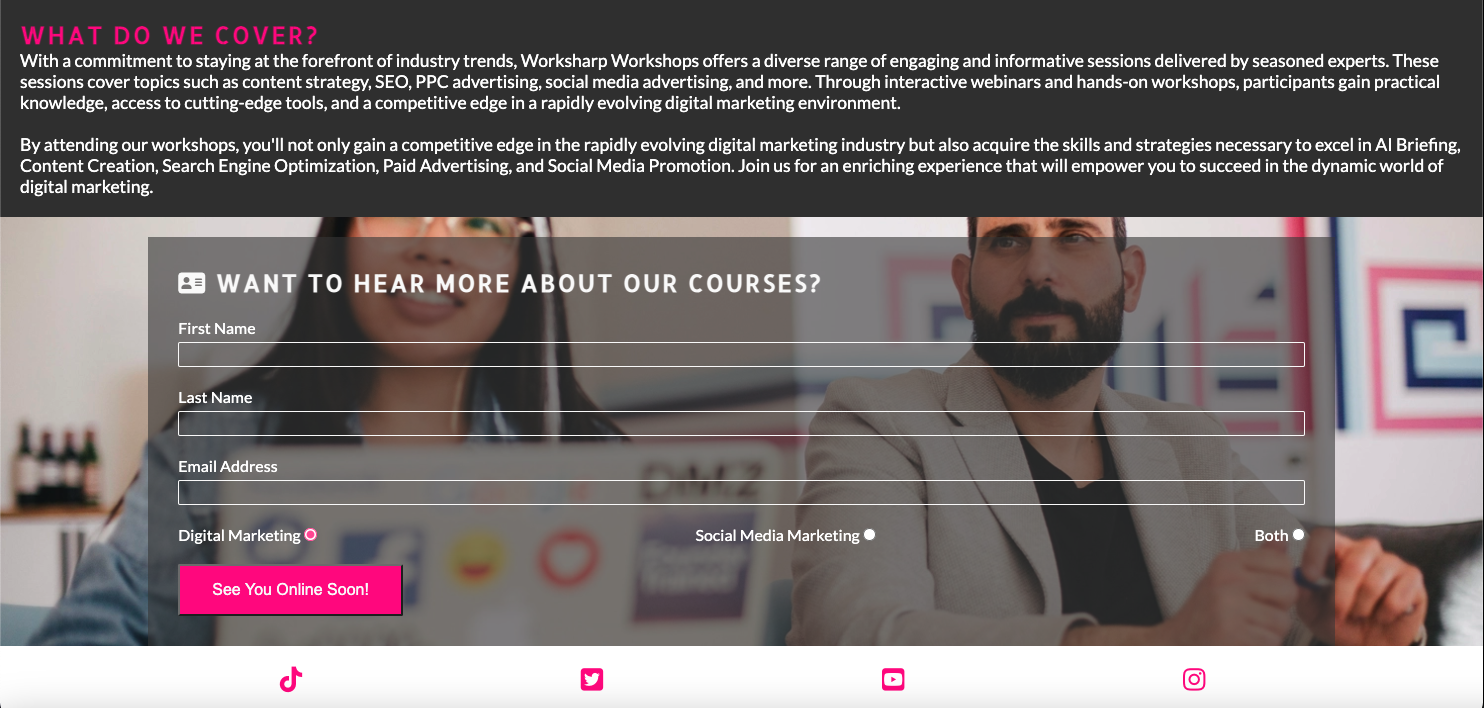 WHAT DO WE COVER?
With a commitment to staying at the forefront of industry trends, Worksharp Workshops offers a diverse range of engaging and informative sessions delivered by seasoned experts. These
sessions cover topics such as content strategy, SEO, PPC advertising, social media advertising, and more. Through interactive webinars and hands-on workshops, participants gain practical
knowledge, access to cutting-edge tools, and a competitive edge in a rapidly evolving digital marketing environment.
By attending our workshops, you'll not only gain a competitive edge in the rapidly evolving digital marketing industry but also acquire the skills and strategies necessary to excel in AI Briefing,
Content Creation, Search Engine Optimization, Paid Advertising, and Social Media Promotion. Join us for an enriching experience that will empower you to succeed in the dynamic world of
digital marketing.
WANT TO HEAR MORE ABOUT OUR COURSES?
First Name
Last Name
Email Address
DMZ
Digital Marketing
Social Media Marketing
Both
See You Online Soon!